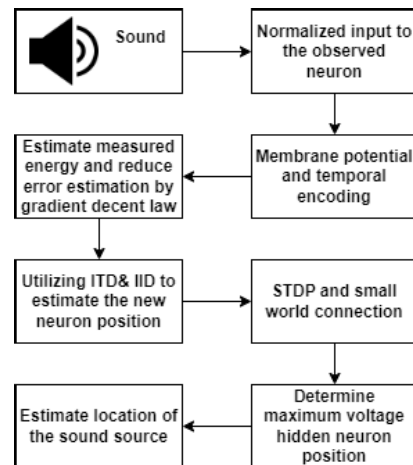 Sound
Normalized input to
the observed
neuron
Membrane potential
and temporal
encoding
Estimate measured
energy and reduce
error estimation by
gradient decent law
Utilizing ITD& IID to
estimate the new
neuron position
STDP and small
world connection
Determine
maximum voltage
hidden neuron
position
Estimate location of
the sound source